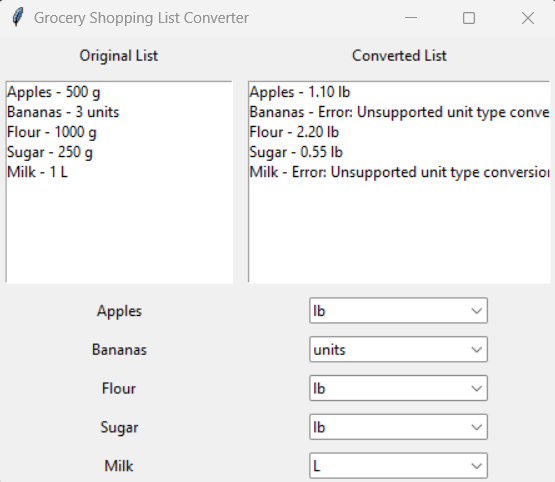 Grocery Shopping List Converter
Original List
Converted List
Apples - 500 g
Bananas - 3 units
Flour - 1000 g
Sugar - 250 g
Milk - 1 L
Apples - 1.10 lb
Bananas - Error: Unsupported unit type conve
Flour - 2.20 lb
Sugar - 0.55 lb
Milk - Error: Unsupported unit type conversion
Apples
lb
Bananas
units
Flour
lb
Sugar
lb
Milk
L